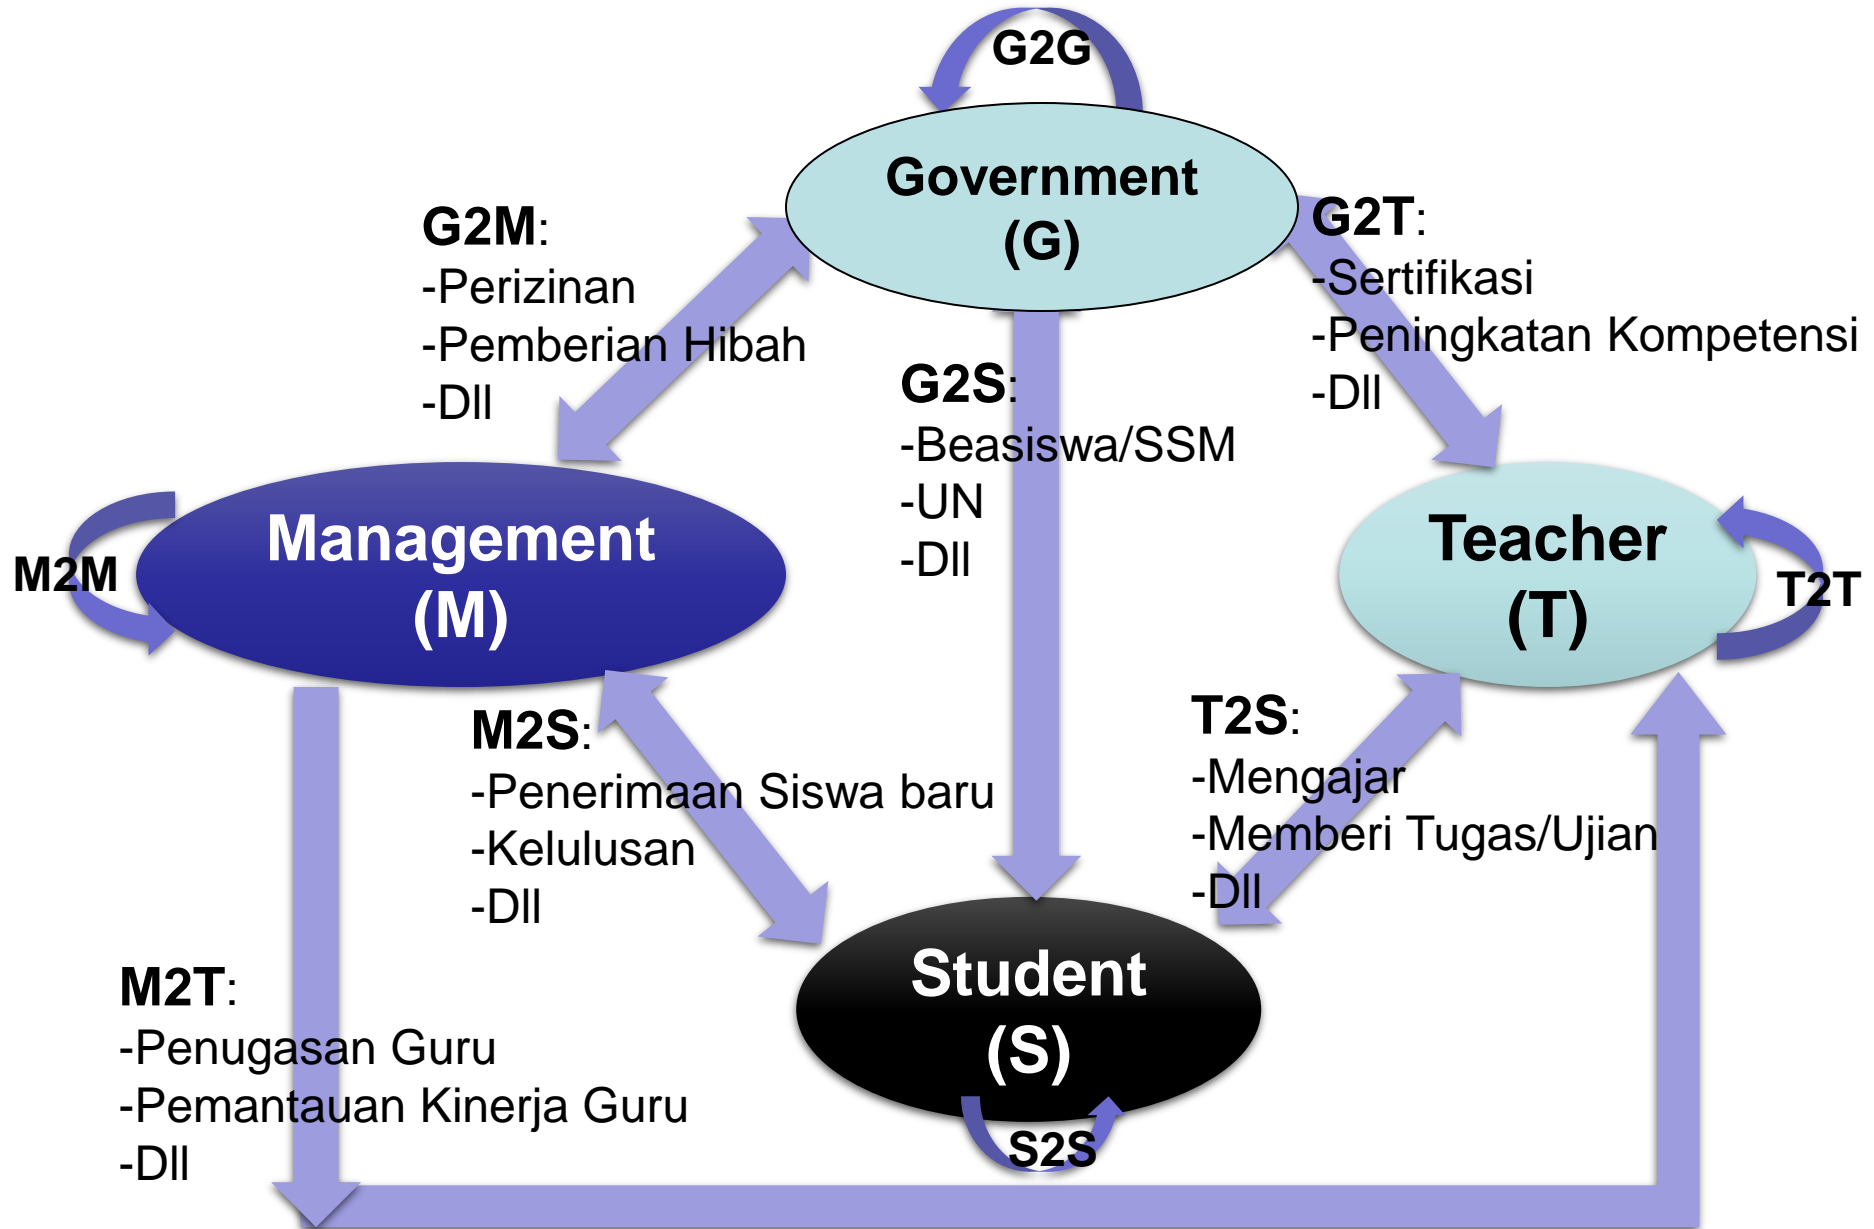 G2G
Government
(G)
G2M:
-Perizinan
-Pemberian Hibah
-Dll
G2T:
-Sertifikasi
-Peningkatan Kompetensi
-Dll
G2S:
-Beasiswa/SSM
-UN
-Dll
Management
(M)
M2M
Teacher
(T)
T2T
M2S:
-Penerimaan Siswa baru
-Kelulusan
-Dll
T2S:
-Mengajar
-Memberi Tugas/Ujian
-Dll
Student
(S)
S2S
M2T:
-Penugasan Guru
-Pemantauan Kinerja Guru
-Dll